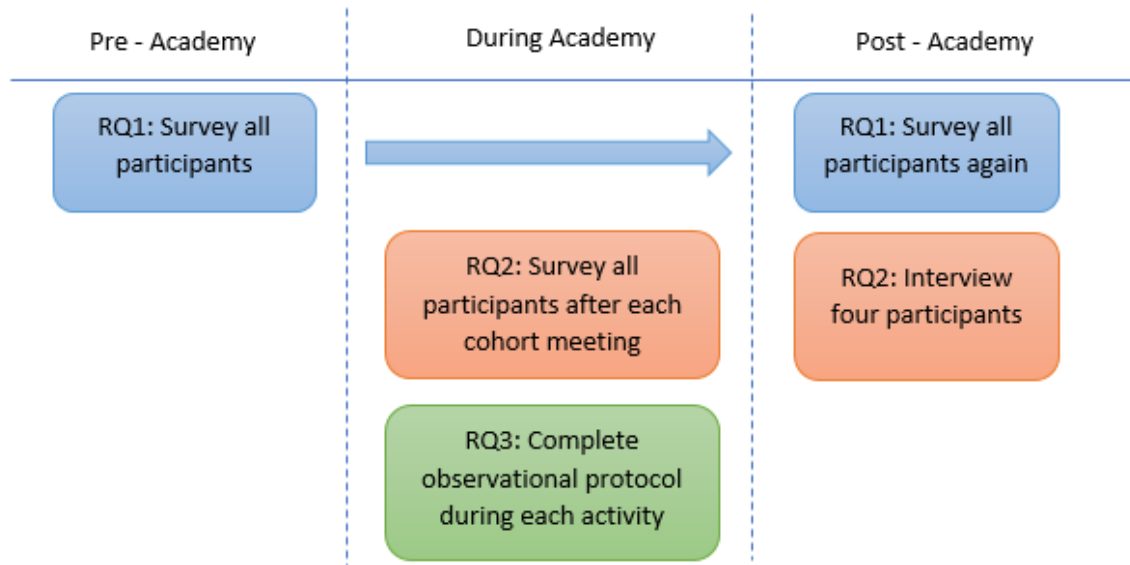 Pre - Academy
During Academy
Post - Academy
RQ1: Survey all
participants
RQ1: Survey all
participants again
RQ2: Survey all
participants after each
cohort meeting
RQ2: Interview
four participants
RQ3: Complete
observational protocol
during each activity